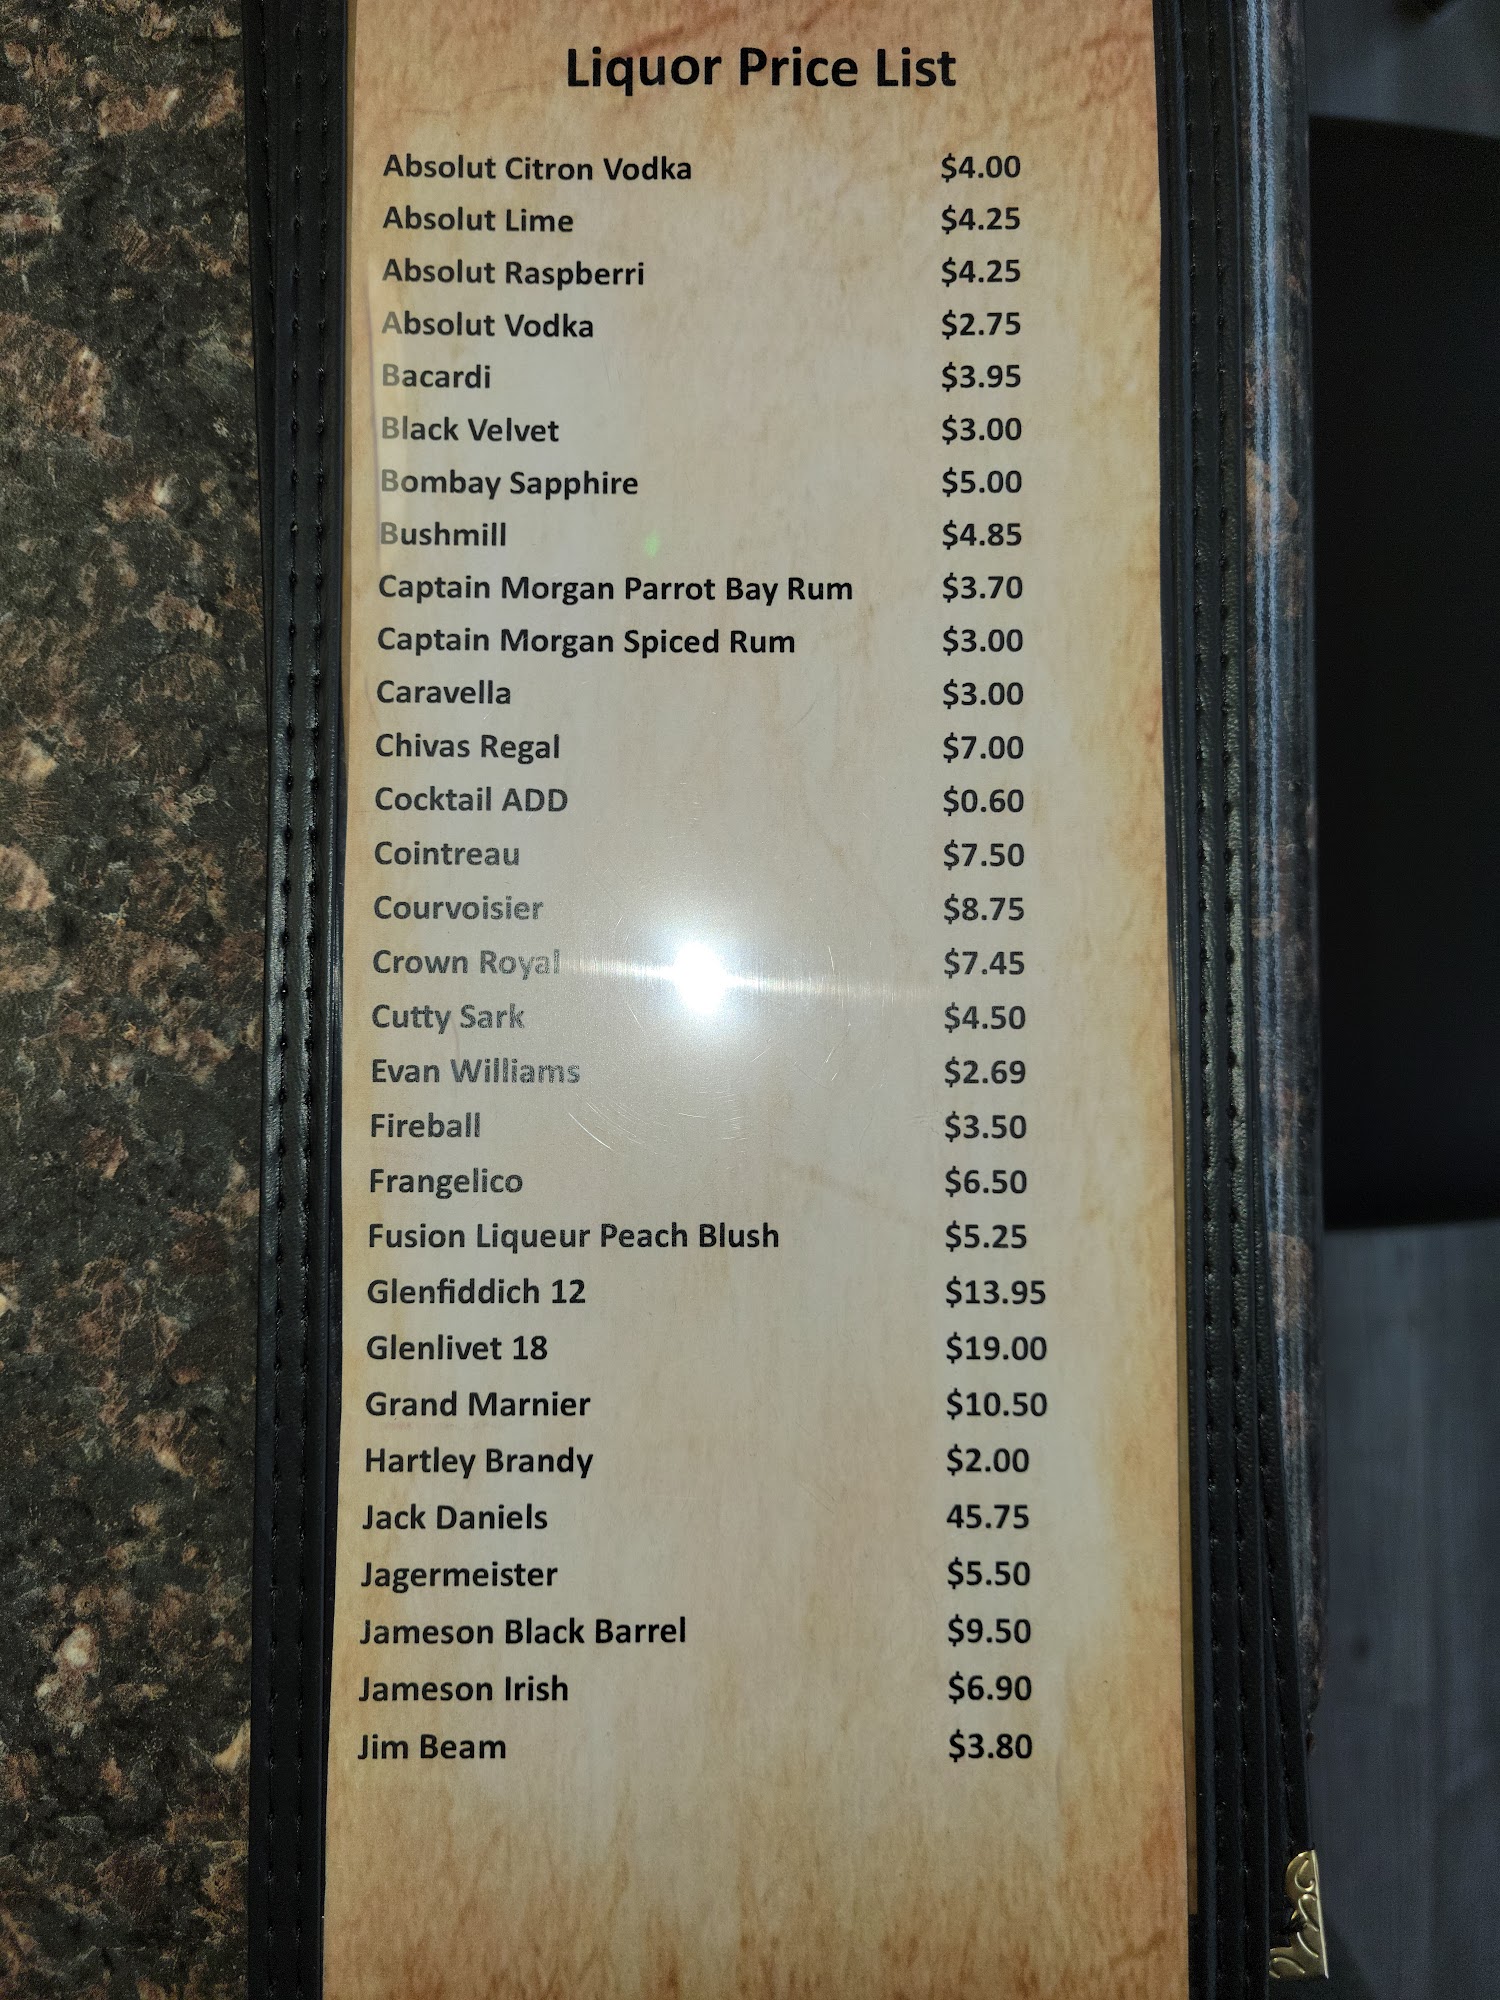 Liquor Price List
Absolut Citron Vodka $4.00
Absolut Lime $4.25
Absolut Raspberri $4.25
Absolut Vodka $2.75
Bacardi $3.95
Black Velvet $3.00
Bombay Sapphire $5.00
Bushmill $4.85
Captain Morgan Parrot Bay Rum $3.70
Captain Morgan Spiced Rum $3.00
Caravella $3.00
Chivas Regal $7.00
Cocktail ADD $0.60
Cointreau $7.50
Courvoisier $8.75
Crown Royal $7.45
Cutty Sark $4.50
Evan Williams $2.69
Fireball $3.50
Frangelico $6.50
Fusion Liqueur Peach Blush $5.25
Glenfiddich 12 $13.95
Glenlivet 18 $19.00
Grand Marnier $10.50
Hartley Brandy $2.00
Jack Daniels 45.75
Jagermeister $5.50
Jameson Black Barrel $9.50
Jameson Irish $6.90
Jim Beam $3.80